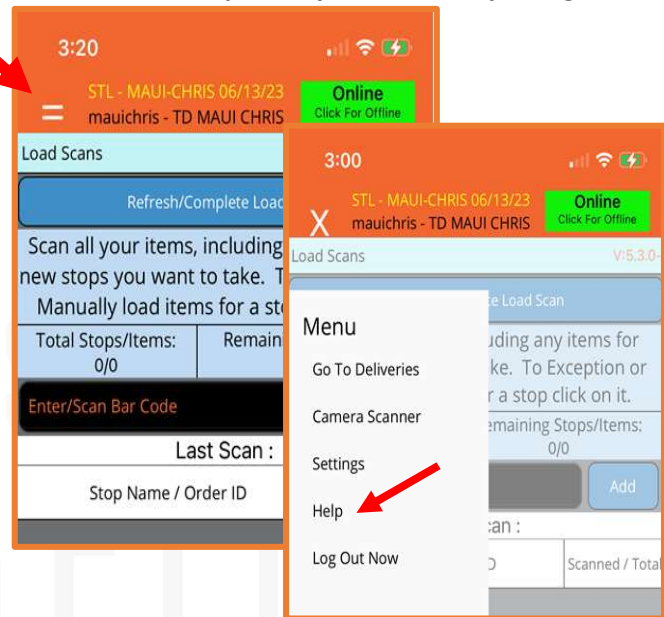 3:20
STL - MAUI-CHRIS 06/13/23
mauichris - TD MAUI CHRIS
Online
Click For Offline
Load Scans
Refresh/Complete Load
Scan all your items, including
new stops you want to take. T
Manually load items for a sto
Total Stops/Items:
0/0
Remain
Enter/Scan Bar Code
Last Scan :
Stop Name / Order ID
3:00
X
STL - MAUI-CHRIS 06/13/23
mauichris - TD MAUI CHRIS
Online
Click For Offline
Load Scans
V:5.3.0-
e Load Scan
uding any items for
ke. To Exception or
r a stop click on it.
emaining Stops/Items:
0/0
Add
can :
D
Scanned / Total
Menu
Go To Deliveries
Camera Scanner
Settings
Help
Log Out Now